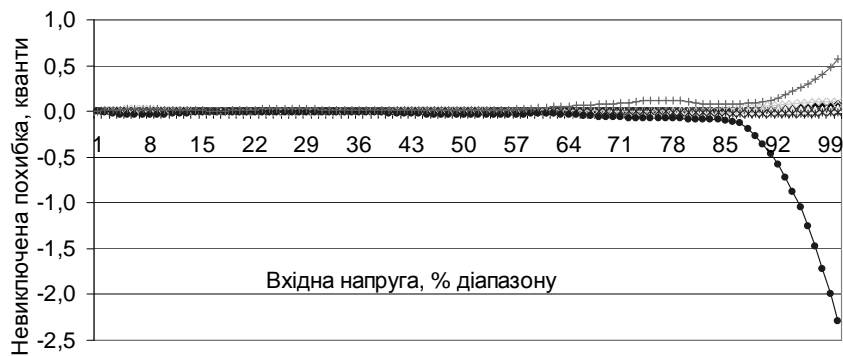 Невиключена похибка, кванти
1,0
0,5
0,0
-0,5
-1,0
-1,5
-2,0
-2,5
1 8 15 22 29 36 43 50 57 64 71 78 85 92 99
Вхідна напруга, % діапазону